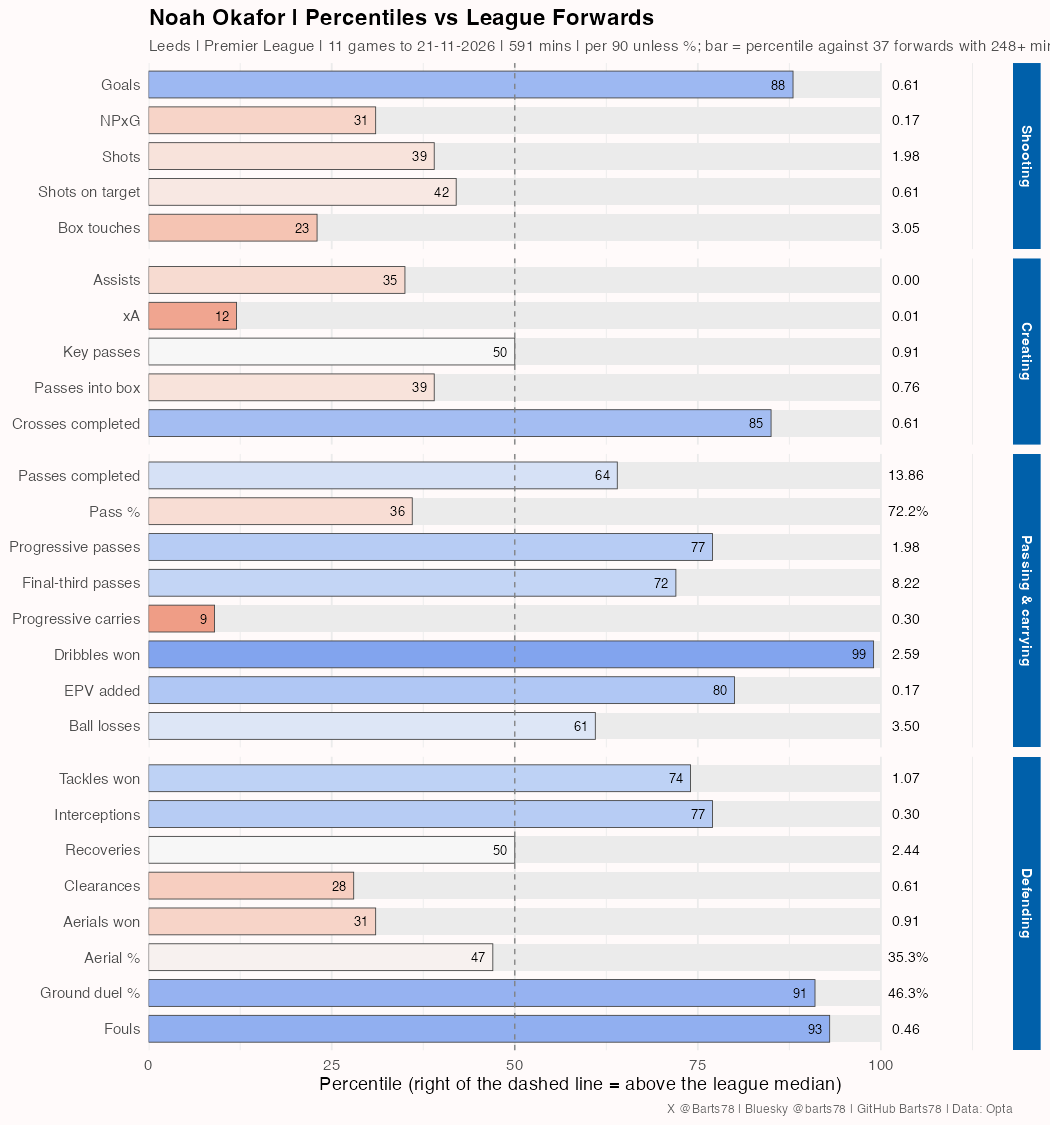 Noah Okafor | Percentiles vs League Forwards
Leeds | Premier League | 11 games to 21-11-2026 | 591 mins | per 90 unless %; bar = percentile against 37 forwards with 248+
Goals 88 0.61
NPxG 31 0.17
Shots 39 1.98
Shots on target 42 0.61
Box touches 23 3.05
Shooting
Assists 35 0.00
xA 12 0.01
Key passes 50 0.91
Passes into box 39 0.76
Crosses completed 85 0.61
Creating
Passes completed 64 13.86
Pass % 36 72.2%
Progressive passes 77 1.98
Final-third passes 72 8.22
Progressive carries 9 0.30
Dribbles won 99 2.59
EPV added 80 0.17
Ball losses 61 3.50
Passing & carrying
Tackles won 74 1.07
Interceptions 77 0.30
Recoveries 50 2.44
Clearances 28 0.61
Aerials won 31 0.91
Aerial % 47 35.3%
Ground duel % 91 46.3%
Fouls 93 0.46
Defending
0 25 50 75 100
Percentile (right of the dashed line = above the league median)
X @Barts78 | Bluesky @barts78 | GitHub Barts78 | Data: Opta